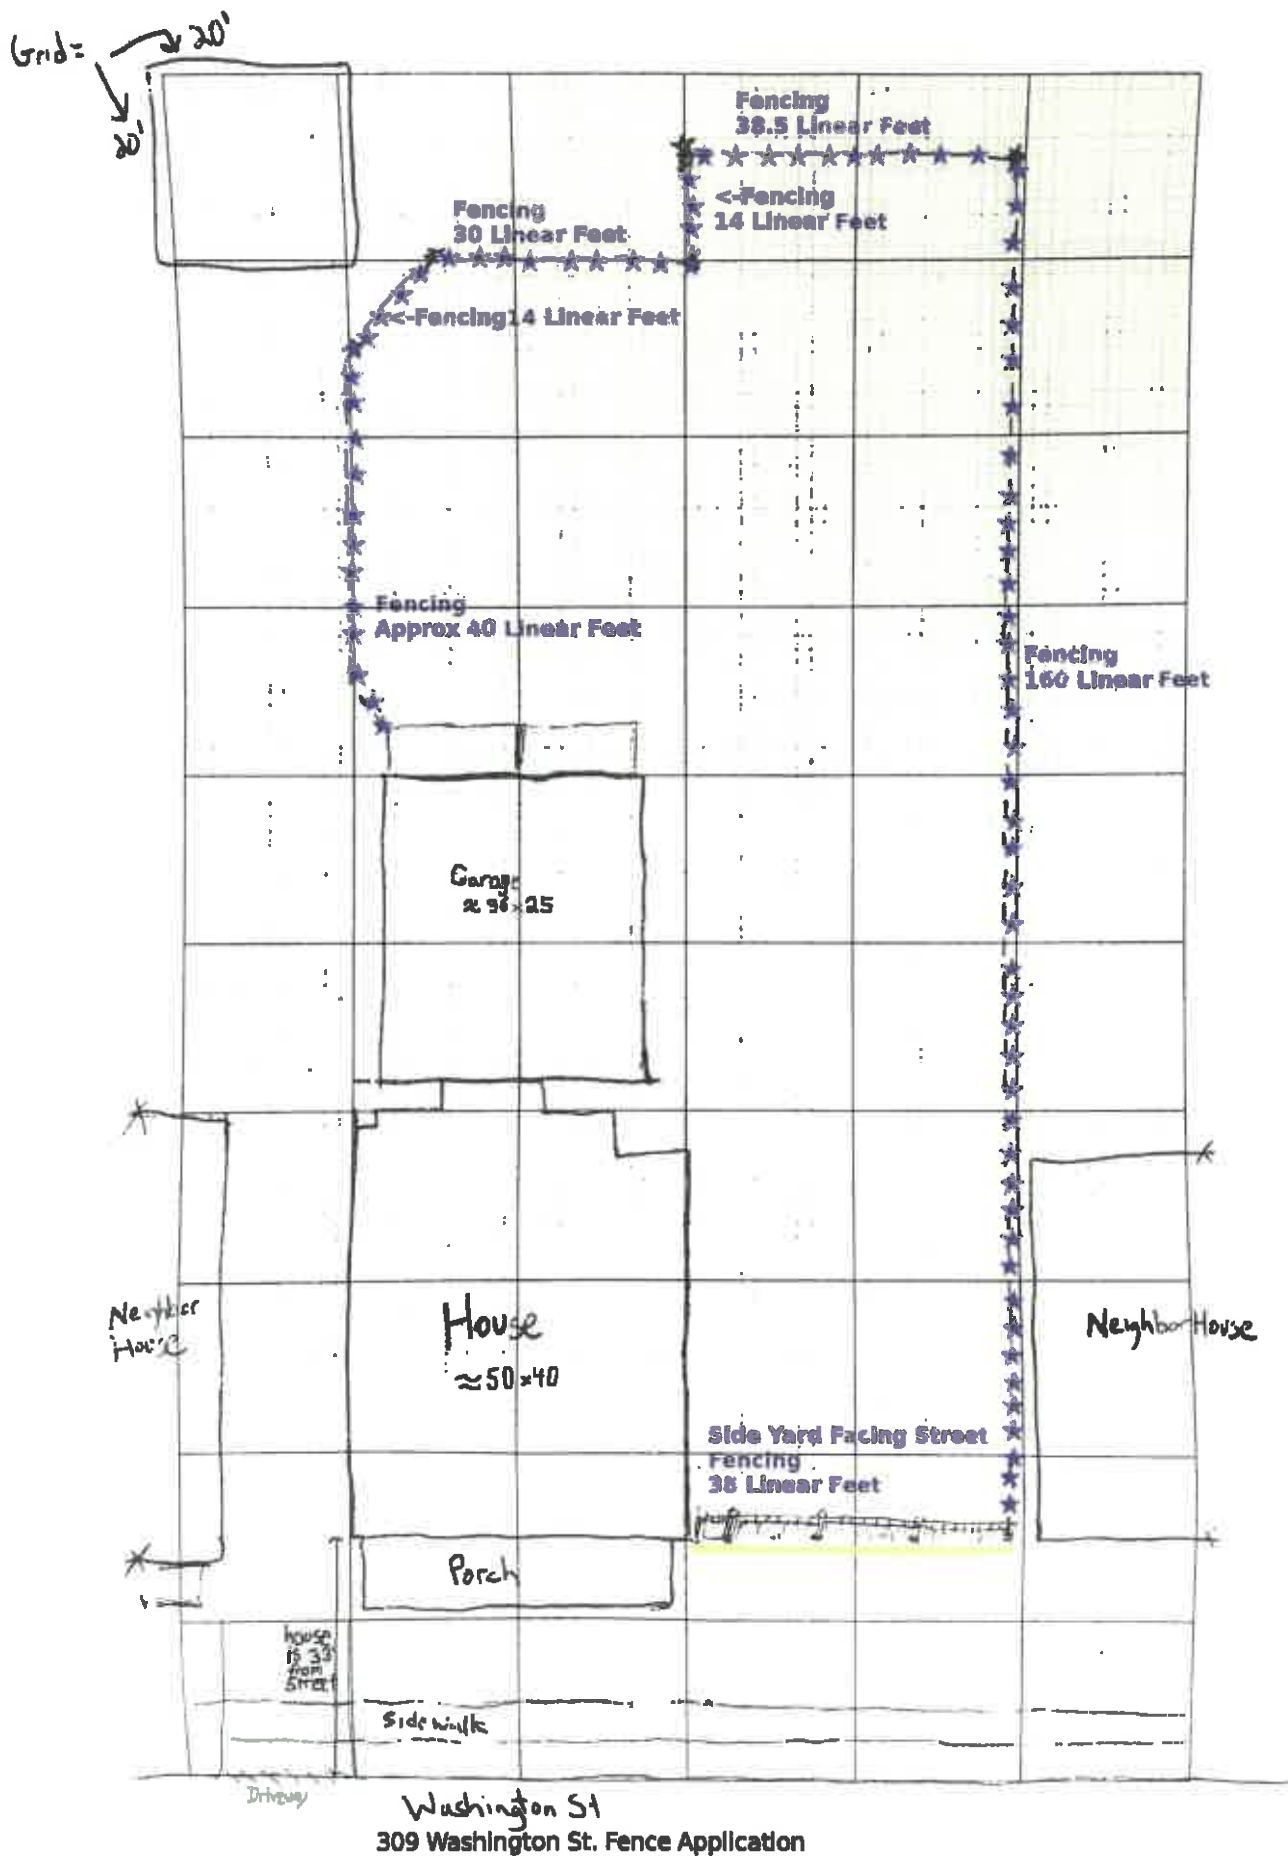 Grid =
20'
20'
Fencing
38.5 Linear Feet
<-Fencing
14 Linear Feet
Fencing
30 Linear Feet
<-Fencing14 Linear Feet
Fencing
Approx 40 Linear Feet
Fencing
160 Linear Feet
Garage
Neighbor
House
House
≈50×40
Neighbor House
Side Yard Facing Street
Fencing
38 Linear Feet
Porch
house
is 33'
from
Street
Sidewalk
Driveway
Washington St
309 Washington St. Fence Application